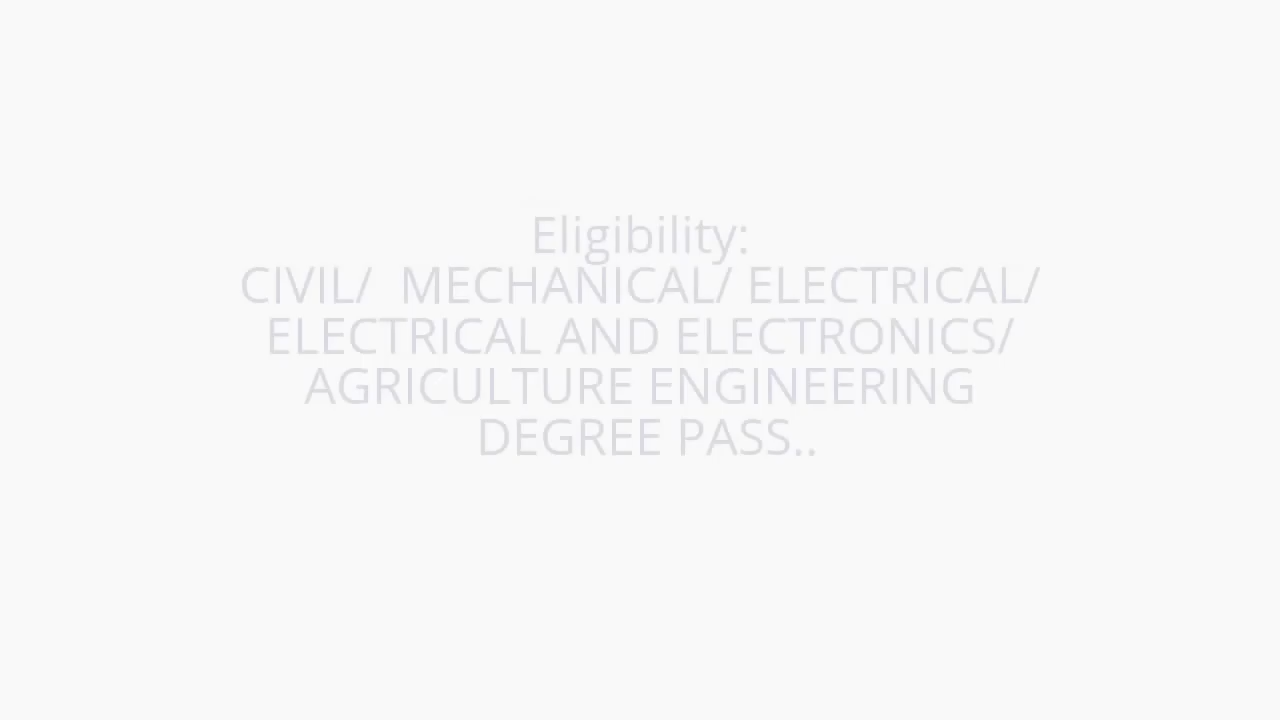 Eligibility:
CIVIL/  MECHANICAL/ ELECTRICAL/
ELECTRICAL AND ELECTRONICS/
AGRICULTURE ENGINEERING
DEGREE PASS..